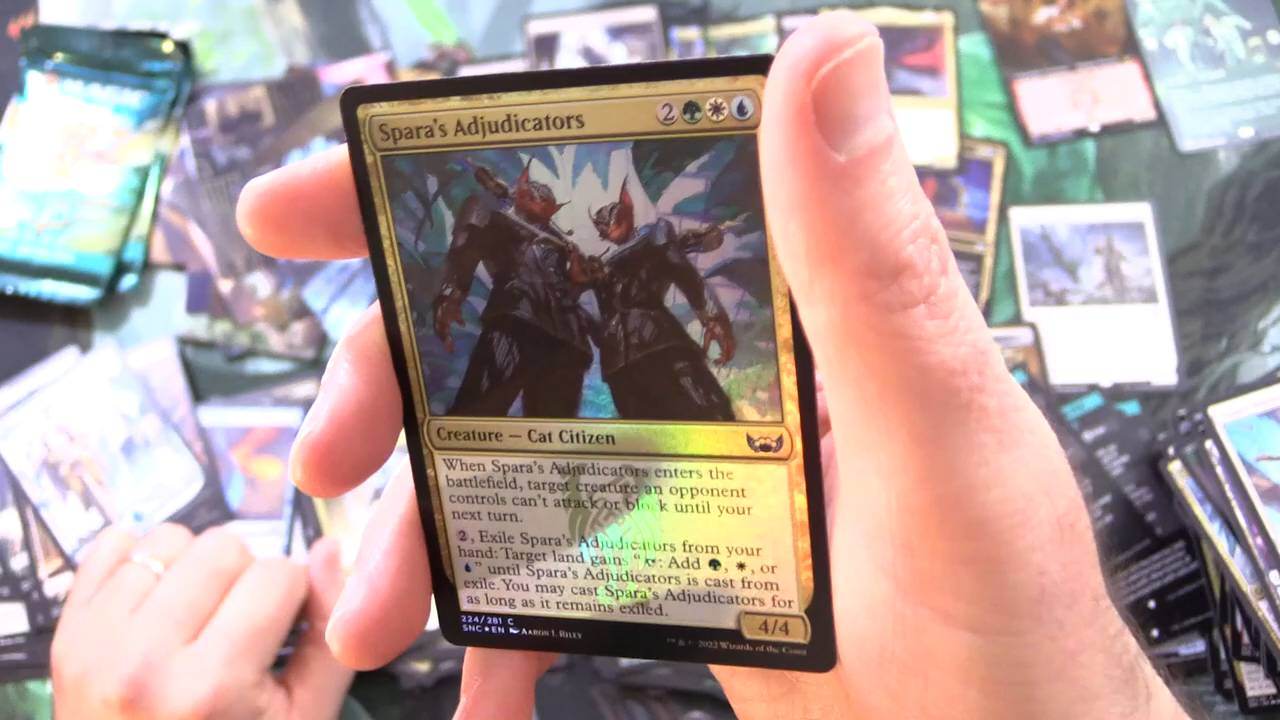 Spara's Adjudicators 2
Creature — Cat Citizen
When Spara's Adjudicators enters the
battlefield, target creature an opponent
controls can't attack or block until your
next turn.
2, Exile Spara's Adjudicators from your
hand: Target land gains ": Add , , or
" until Spara's Adjudicators is cast from
exile. You may cast Spara's Adjudicators for
as long as it remains exiled.
4/4
224/281 C
SNC★EN Aaron J. Riley
™ & © 2022 Wizards of the Coast